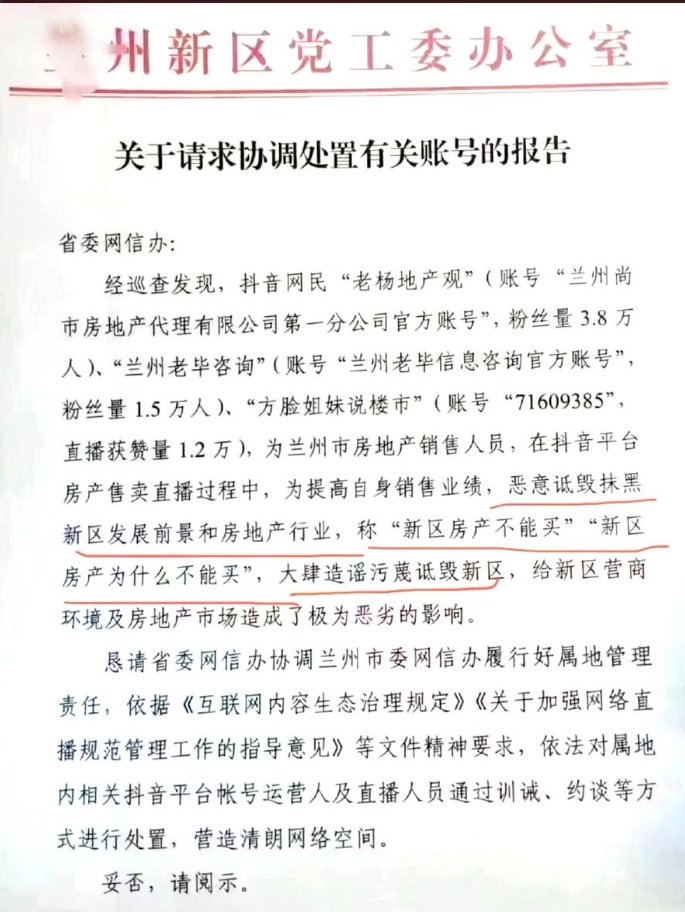 州新区党工委办公室
关于请求协调处置有关账号的报告
省委网信办：
经巡查发现，抖音网民“老杨地产观”（账号“兰州尚
市房地产代理有限公司第一分公司官方账号”，粉丝量3.8万
人）、“兰州老毕咨询”（账号“兰州老毕信息咨询官方账号”，
粉丝量1.5万人）、“方脸姐妹说楼市”（账号“71609385”，
直播获赞量1.2万），为兰州市房地产销售人员，在抖音平台
房产售卖直播过程中，为提高自身销售业绩，恶意诋毁抹黑
新区发展前景和房地产行业，称“新区房产不能买”“新区
房产为什么不能买”，大肆造谣污蔑诋毁新区，给新区营商
环境及房地产市场造成了极为恶劣的影响。
恳请省委网信办协调兰州市委网信办履行好属地管理
责任，依据《互联网内容生态治理规定》《关于加强网络直
播规范管理工作的指导意见》等文件精神要求，依法对属地
内相关抖音平台帐号运营人及直播人员通过训诫、约谈等方
式进行处置，营造清朗网络空间。
妥否，请阅示。